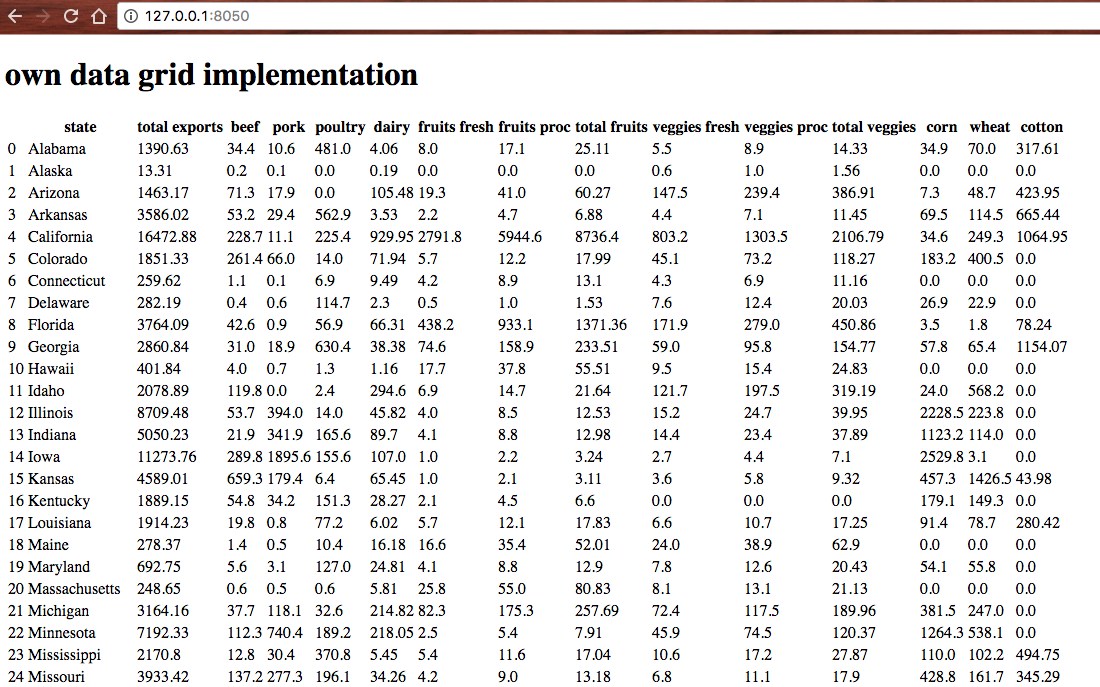 127.0.0.1:8050
own data grid implementation
state total exports beef pork poultry dairy fruits fresh fruits proc total fruits veggies fresh veggies proc total veggies corn wheat cotton
0 Alabama 1390.63 34.4 10.6 481.0 4.06 8.0 17.1 25.11 5.5 8.9 14.33 34.9 70.0 317.61
1 Alaska 13.31 0.2 0.1 0.0 0.19 0.0 0.0 0.0 0.6 1.0 1.56 0.0 0.0 0.0
2 Arizona 1463.17 71.3 17.9 0.0 105.48 19.3 41.0 60.27 147.5 239.4 386.91 7.3 48.7 423.95
3 Arkansas 3586.02 53.2 29.4 562.9 3.53 2.2 4.7 6.88 4.4 7.1 11.45 69.5 114.5 665.44
4 California 16472.88 228.7 11.1 225.4 929.95 2791.8 5944.6 8736.4 803.2 1303.5 2106.79 34.6 249.3 1064.95
5 Colorado 1851.33 261.4 66.0 14.0 71.94 5.7 12.2 17.99 45.1 73.2 118.27 183.2 400.5 0.0
6 Connecticut 259.62 1.1 0.1 6.9 9.49 4.2 8.9 13.1 4.3 6.9 11.16 0.0 0.0 0.0
7 Delaware 282.19 0.4 0.6 114.7 2.3 0.5 1.0 1.53 7.6 12.4 20.03 26.9 22.9 0.0
8 Florida 3764.09 42.6 0.9 56.9 66.31 438.2 933.1 1371.36 171.9 279.0 450.86 3.5 1.8 78.24
9 Georgia 2860.84 31.0 18.9 630.4 38.38 74.6 158.9 233.51 59.0 95.8 154.77 57.8 65.4 1154.07
10 Hawaii 401.84 4.0 0.7 1.3 1.16 17.7 37.8 55.51 9.5 15.4 24.83 0.0 0.0 0.0
11 Idaho 2078.89 119.8 0.0 2.4 294.6 6.9 14.7 21.64 121.7 197.5 319.19 24.0 568.2 0.0
12 Illinois 8709.48 53.7 394.0 14.0 45.82 4.0 8.5 12.53 15.2 24.7 39.95 2228.5 223.8 0.0
13 Indiana 5050.23 21.9 341.9 165.6 89.7 4.1 8.8 12.98 14.4 23.4 37.89 1123.2 114.0 0.0
14 Iowa 11273.76 289.8 1895.6 155.6 107.0 1.0 2.2 3.24 2.7 4.4 7.1 2529.8 3.1 0.0
15 Kansas 4589.01 659.3 179.4 6.4 65.45 1.0 2.1 3.11 3.6 5.8 9.32 457.3 1426.5 43.98
16 Kentucky 1889.15 54.8 34.2 151.3 28.27 2.1 4.5 6.6 0.0 0.0 0.0 179.1 149.3 0.0
17 Louisiana 1914.23 19.8 0.8 77.2 6.02 5.7 12.1 17.83 6.6 10.7 17.25 91.4 78.7 280.42
18 Maine 278.37 1.4 0.5 10.4 16.18 16.6 35.4 52.01 24.0 38.9 62.9 0.0 0.0 0.0
19 Maryland 692.75 5.6 3.1 127.0 24.81 4.1 8.8 12.9 7.8 12.6 20.43 54.1 55.8 0.0
20 Massachusetts 248.65 0.6 0.5 0.6 5.81 25.8 55.0 80.83 8.1 13.1 21.13 0.0 0.0 0.0
21 Michigan 3164.16 37.7 118.1 32.6 214.82 82.3 175.3 257.69 72.4 117.5 189.96 381.5 247.0 0.0
22 Minnesota 7192.33 112.3 740.4 189.2 218.05 2.5 5.4 7.91 45.9 74.5 120.37 1264.3 538.1 0.0
23 Mississippi 2170.8 12.8 30.4 370.8 5.45 5.4 11.6 17.04 10.6 17.2 27.87 110.0 102.2 494.75
24 Missouri 3933.42 137.2 277.3 196.1 34.26 4.2 9.0 13.18 6.8 11.1 17.9 428.8 161.7 345.29